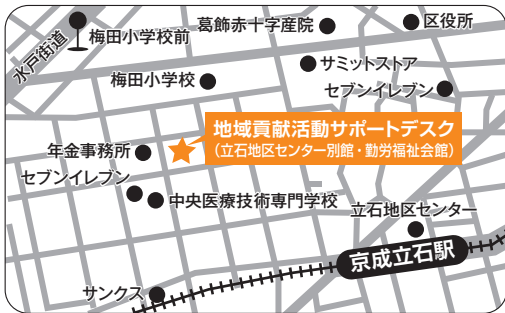 水戸街道
梅田小学校前
葛飾赤十字産院
区役所
サミットストア
梅田小学校
セブンイレブン
地域貢献活動サポートデスク
(立石地区センター別館・勤労福祉会館)
年金事務所
セブンイレブン
中央医療技術専門学校
立石地区センター
京成立石駅
サンクス